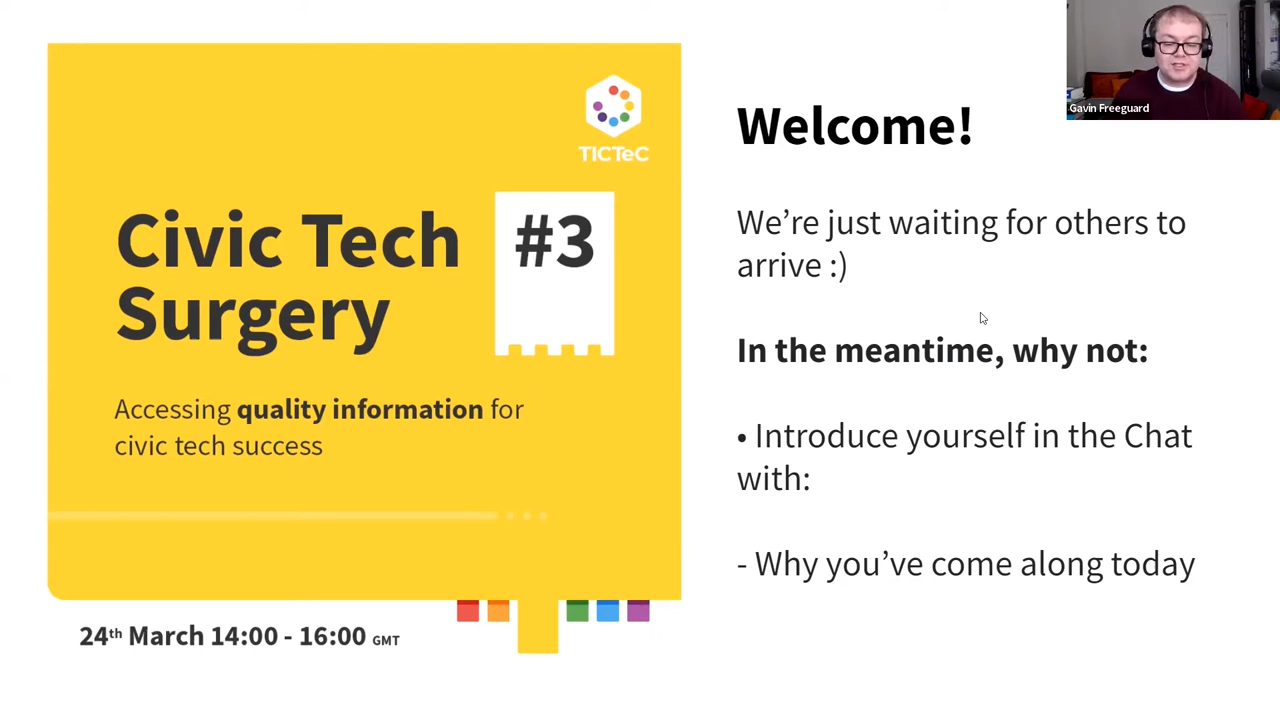 TICTeC
Civic Tech
Surgery
#3
Accessing quality information for
civic tech success
24th March 14:00 - 16:00 GMT
Welcome!
We’re just waiting for others to
arrive :)
In the meantime, why not:
• Introduce yourself in the Chat
with:
- Why you’ve come along today
Gavin Freeguard